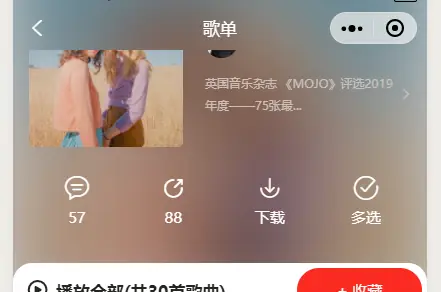 歌单
英国音乐杂志 《MOJO》评选2019
年度——75张最...
57
88
下载
多选
播放全部(共30首歌曲)
+ 收藏